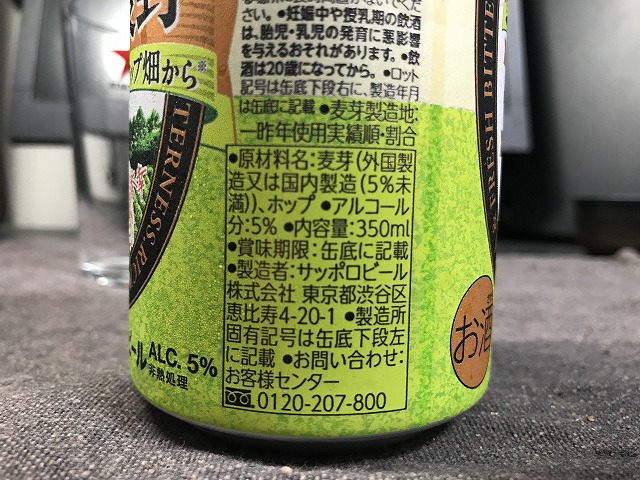 野
ップ畑から※
TERNESS・RIC
ール ALC. 5%
非熱処理
い。●妊娠中や授乳期の飲酒
は、胎児・乳児の発育に悪影響
を与えるおそれがあります。●飲
酒は20歳になってから。●ロット
記号は缶底下段右に、製造年月
は缶底に記載 ●麦芽製造地:
一昨年使用実績順・割合
●原材料名:麦芽(外国製
造又は国内製造(5%未
満))、ホップ ●アルコール
分:5% ●内容量:350ml
●賞味期限:缶底に記載
●製造者:サッポロビール
株式会社 東京都渋谷区
恵比寿4-20-1 ●製造所
固有記号は缶底下段左
に記載 ●お問い合わせ:
お客様センター
0120-207-800
RESH BITTE
お酒